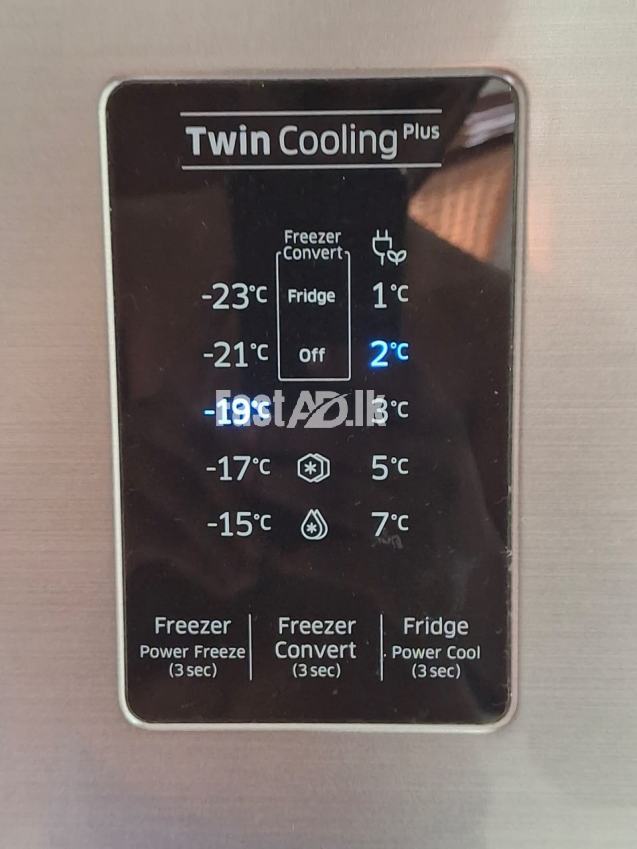 Twin Cooling Plus
Freezer
Convert
-23°C Fridge 1°C
-21°C Off 2°C
-19°C 3°C
FastAD.lk
-17°C 5°C
-15°C 7°C
Freezer Freezer Fridge
Power Freeze Convert Power Cool
(3 sec) (3 sec) (3 sec)